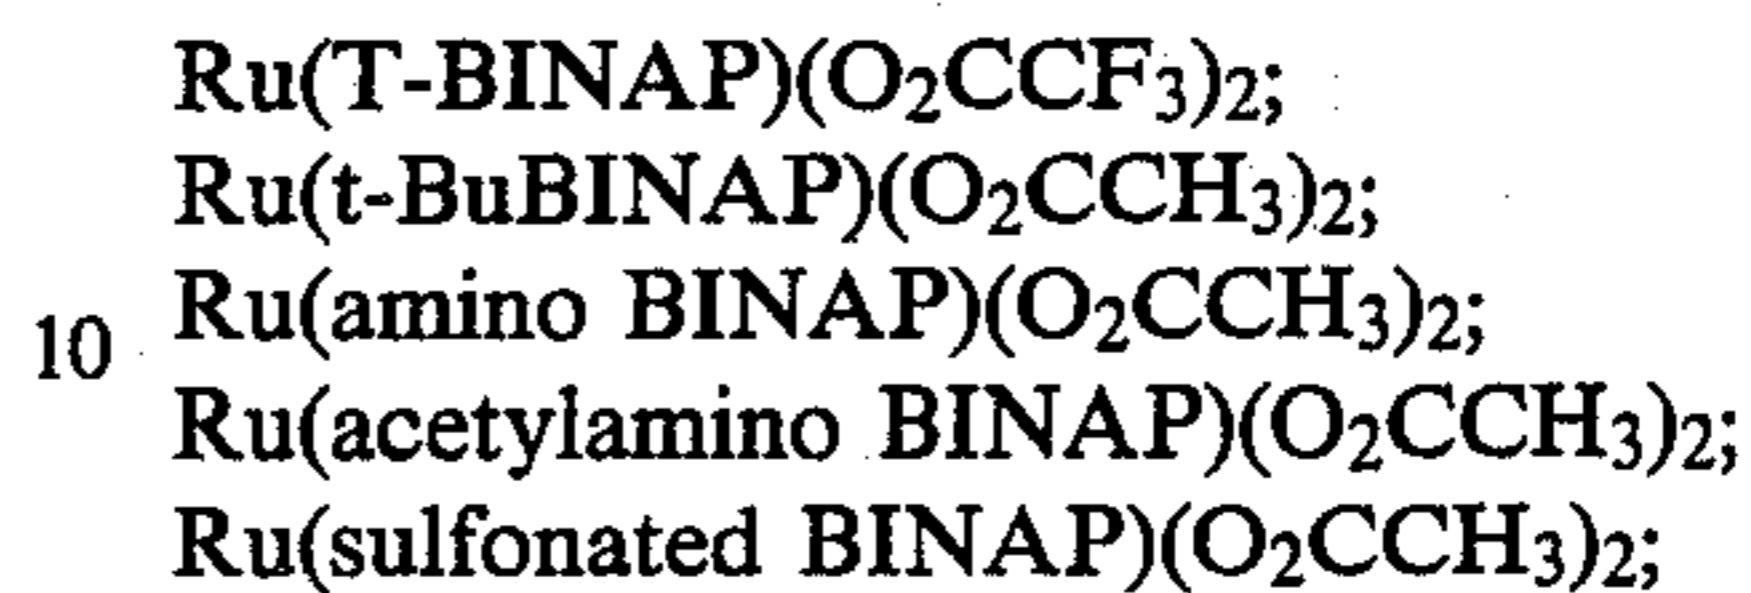 Ru(T-BINAP)(O₂CCF₃)₂;
Ru(t-BuBINAP)(O₂CCH₃)₂;
10 Ru(amino BINAP)(O₂CCH₃)₂;
Ru(acetylamino BINAP)(O₂CCH₃)₂;
Ru(sulfonated BINAP)(O₂CCH₃)₂;